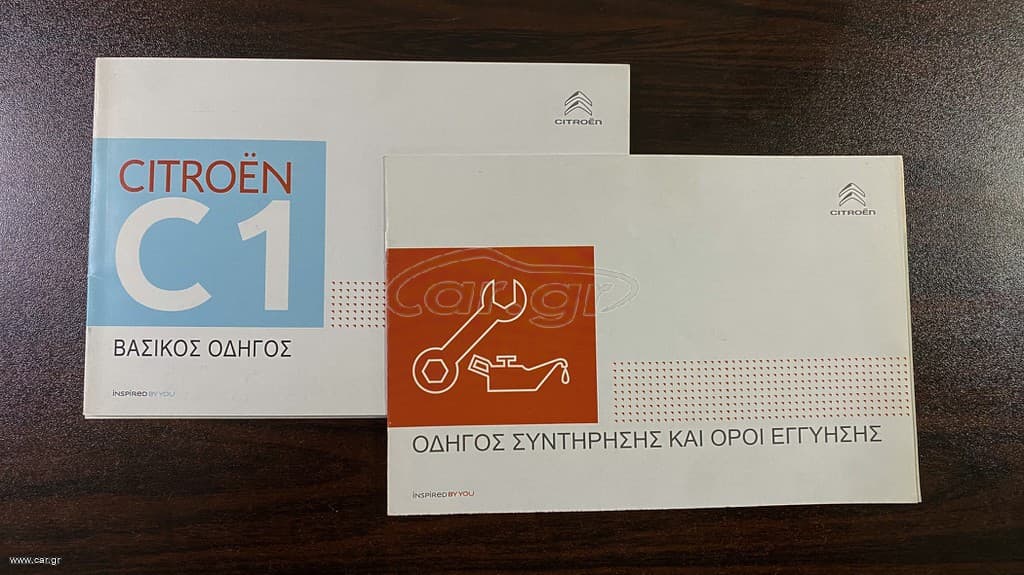 CITROËN
CITROËN
C1
ΒΑΣΙΚΟΣ ΟΔΗΓΟΣ
INSPIRED BY YOU
CITROËN
Car.gr
ΟΔΗΓΟΣ ΣΥΝΤΗΡΗΣΗΣ ΚΑΙ ΟΡΟΙ ΕΓΓΥΗΣΗΣ
INSPIRED BY YOU
www.car.gr